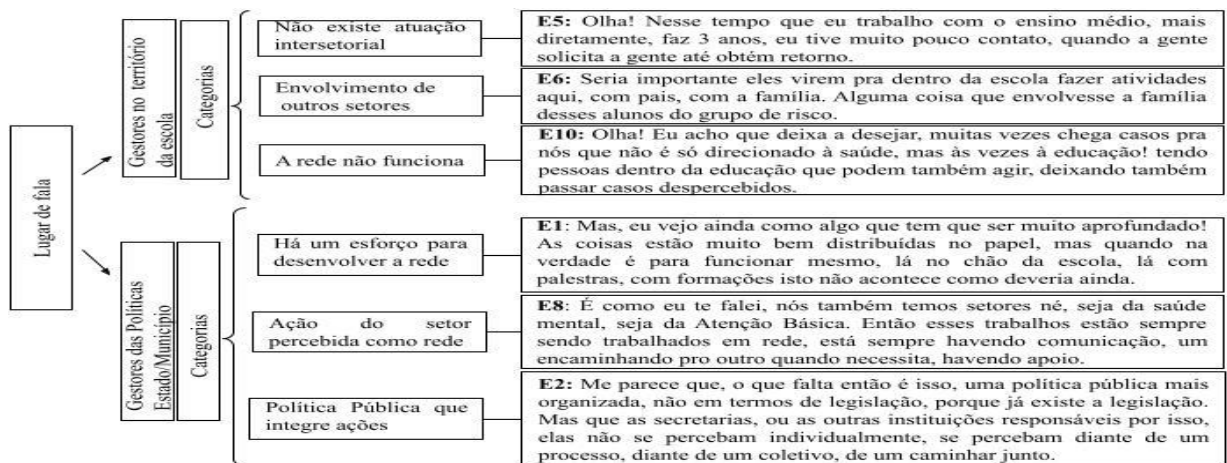 Lugar de fala
Gestores no território
da escola
Categorias
Não existe atuação
intersetorial
E5: Olha! Nesse tempo que eu trabalho com o ensino médio, mais
diretamente, faz 3 anos, eu tive muito pouco contato, quando a gente
solicita a gente até obtém retorno.
Envolvimento de
outros setores
E6: Seria importante eles virem pra dentro da escola fazer atividades
aqui, com pais, com a família. Alguma coisa que envolvesse a família
desses alunos do grupo de risco.
A rede não funciona
E10: Olha! Eu acho que deixa a desejar, muitas vezes chega casos pra
nós que não é só direcionado à saúde, mas às vezes à educação! tendo
pessoas dentro da educação que podem também agir, deixando também
passar casos despercebidos.
Gestores das Políticas
Estado/Município
Categorias
Há um esforço para
desenvolver a rede
E1: Mas, eu vejo ainda como algo que tem que ser muito aprofundado!
As coisas estão muito bem distribuídas no papel, mas quando na
verdade é para funcionar mesmo, lá no chão da escola, lá com
palestras, com formações isto não acontece como deveria ainda.
Ação do setor
percebida como rede
E8: É como eu te falei, nós também temos setores né, seja da saúde
mental, seja da Atenção Básica. Então esses trabalhos estão sempre
sendo trabalhados em rede, está sempre havendo comunicação, um
encaminhando pro outro quando necessita, havendo apoio.
Política Pública que
integre ações
E2: Me parece que, o que falta então é isso, uma política pública mais
organizada, não em termos de legislação, porque já existe a legislação.
Mas que as secretarias, ou as outras instituições responsáveis por isso,
elas não se percebam individualmente, se percebam diante de um
processo, diante de um coletivo, de um caminhar junto.